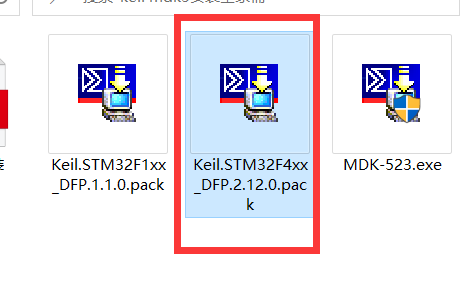 Keil.STM32F1xx
_DFP.1.1.0.pack
Keil.STM32F4xx
_DFP.2.12.0.pac
k
MDK-523.exe